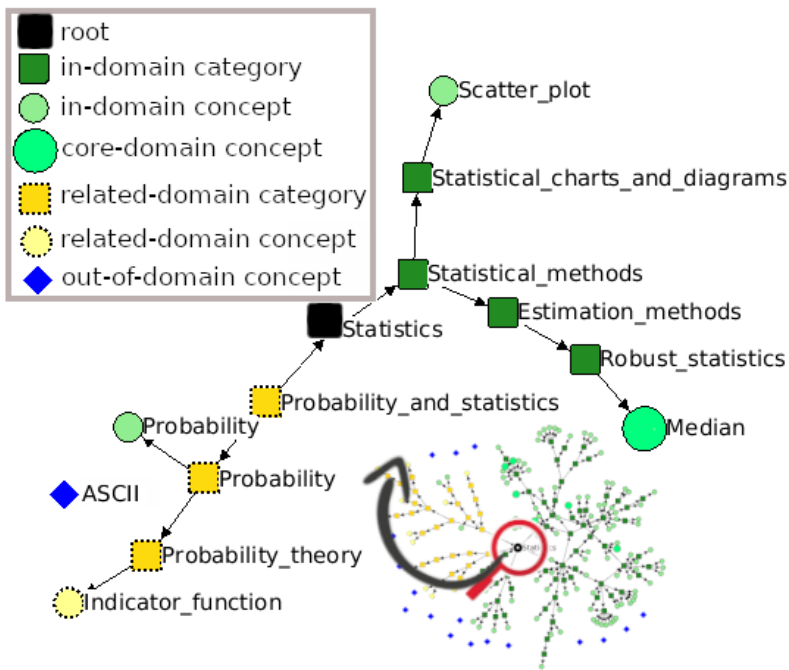 root
in-domain category
in-domain concept
core-domain concept
related-domain category
related-domain concept
out-of-domain concept
Scatter_plot
Statistical_charts_and_diagrams
Statistical_methods
Estimation_methods
Statistics
Robust_statistics
Probability_and_statistics
Probability
Median
Probability
ASCII
Probability_theory
Indicator_function